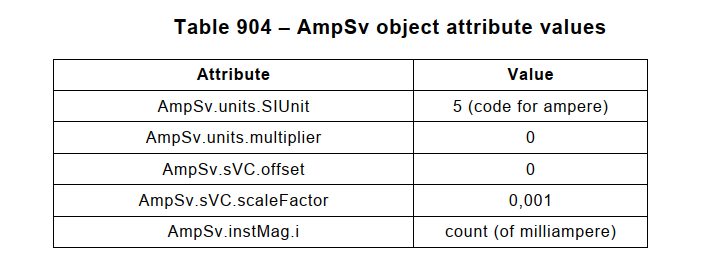 Table 904 – AmpSv object attribute values
Attribute Value
AmpSv.units.SIUnit 5 (code for ampere)
AmpSv.units.multiplier 0
AmpSv.sVC.offset 0
AmpSv.sVC.scaleFactor 0,001
AmpSv.instMag.i count (of milliampere)